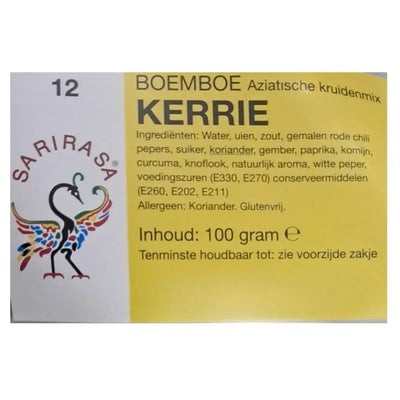 12
SARIRASA®
BOEMBOE Aziatische kruidenmix
KERRIE
Ingrediënten: Water, uien, zout, gemalen rode chili
pepers, suiker, koriander, gember, paprika, komijn,
curcuma, knoflook, natuurlijk aroma, witte peper,
voedingszuren (E330, E270) conserveermiddelen
(E260, E202, E211)
Allergeen: Koriander. Glutenvrij.
Inhoud: 100 gram ℮
Tenminste houdbaar tot: zie voorzijde zakje